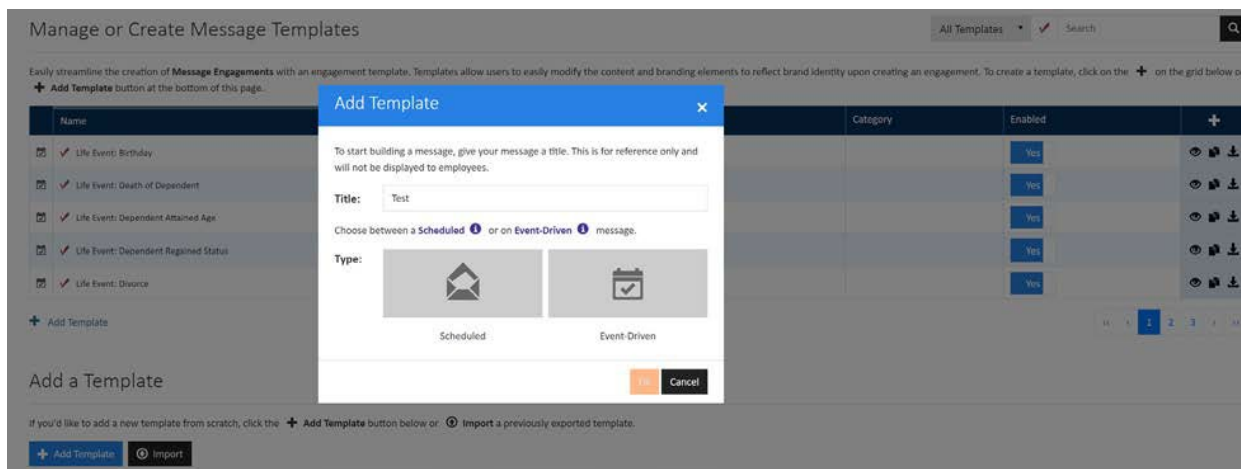 Manage or Create Message Templates
All Templates
Search
Easily streamline the creation of Message Engagements with an engagement template. Templates allow users to easily modify the content and branding elements to reflect brand identity upon creating an engagement. To create a template, click on the + on the grid below o
+ Add Template button at the bottom of this page.
Name
Category
Enabled
Life Event: Birthday
Yes
Life Event: Death of Dependent
Yes
Life Event: Dependent Attained Age
Yes
Life Event: Dependent Regained Status
Yes
Life Event: Divorce
Yes
+ Add Template
1 2 3
Add Template
To start building a message, give your message a title. This is for reference only and
will not be displayed to employees.
Title: Test
Choose between a Scheduled or on Event-Driven message.
Type:
Scheduled Event-Driven
Cancel
Add a Template
If you'd like to add a new template from scratch, click the + Add Template button below or Import a previously exported template.
+ Add Template Import